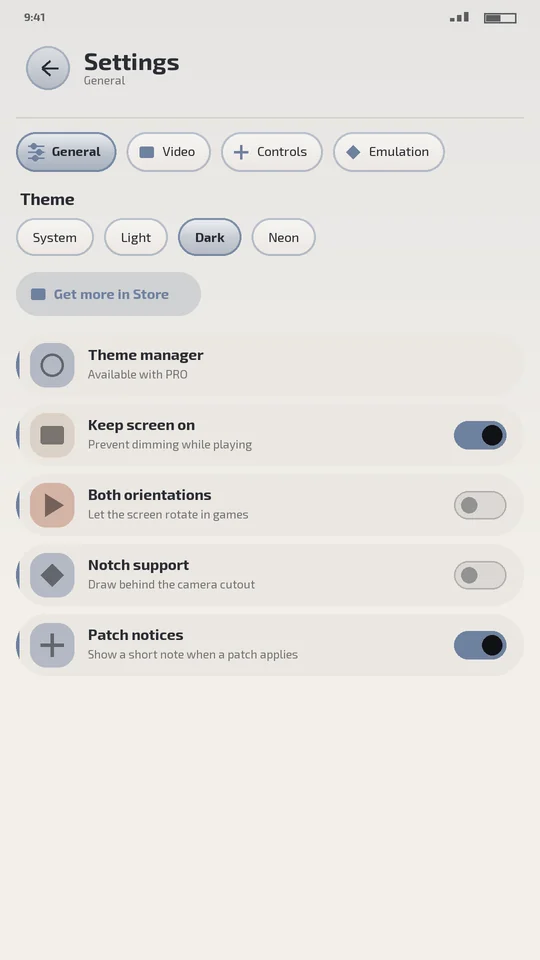 9:41
Settings
General
General
Video
Controls
Emulation
Theme
System
Light
Dark
Neon
Get more in Store
Theme manager
Available with PRO
Keep screen on
Prevent dimming while playing
Both orientations
Let the screen rotate in games
Notch support
Draw behind the camera cutout
Patch notices
Show a short note when a patch applies